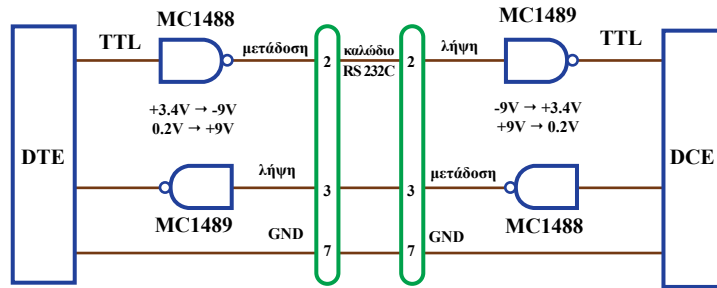 MC1488
MC1489
TTL
μετάδοση
καλώδιο
λήψη
TTL
2
RS 232C
2
+3.4V → -9V
0.2V → +9V
-9V → +3.4V
+9V → 0.2V
DTE
DCE
λήψη
μετάδοση
3
3
MC1489
MC1488
GND
GND
7
7